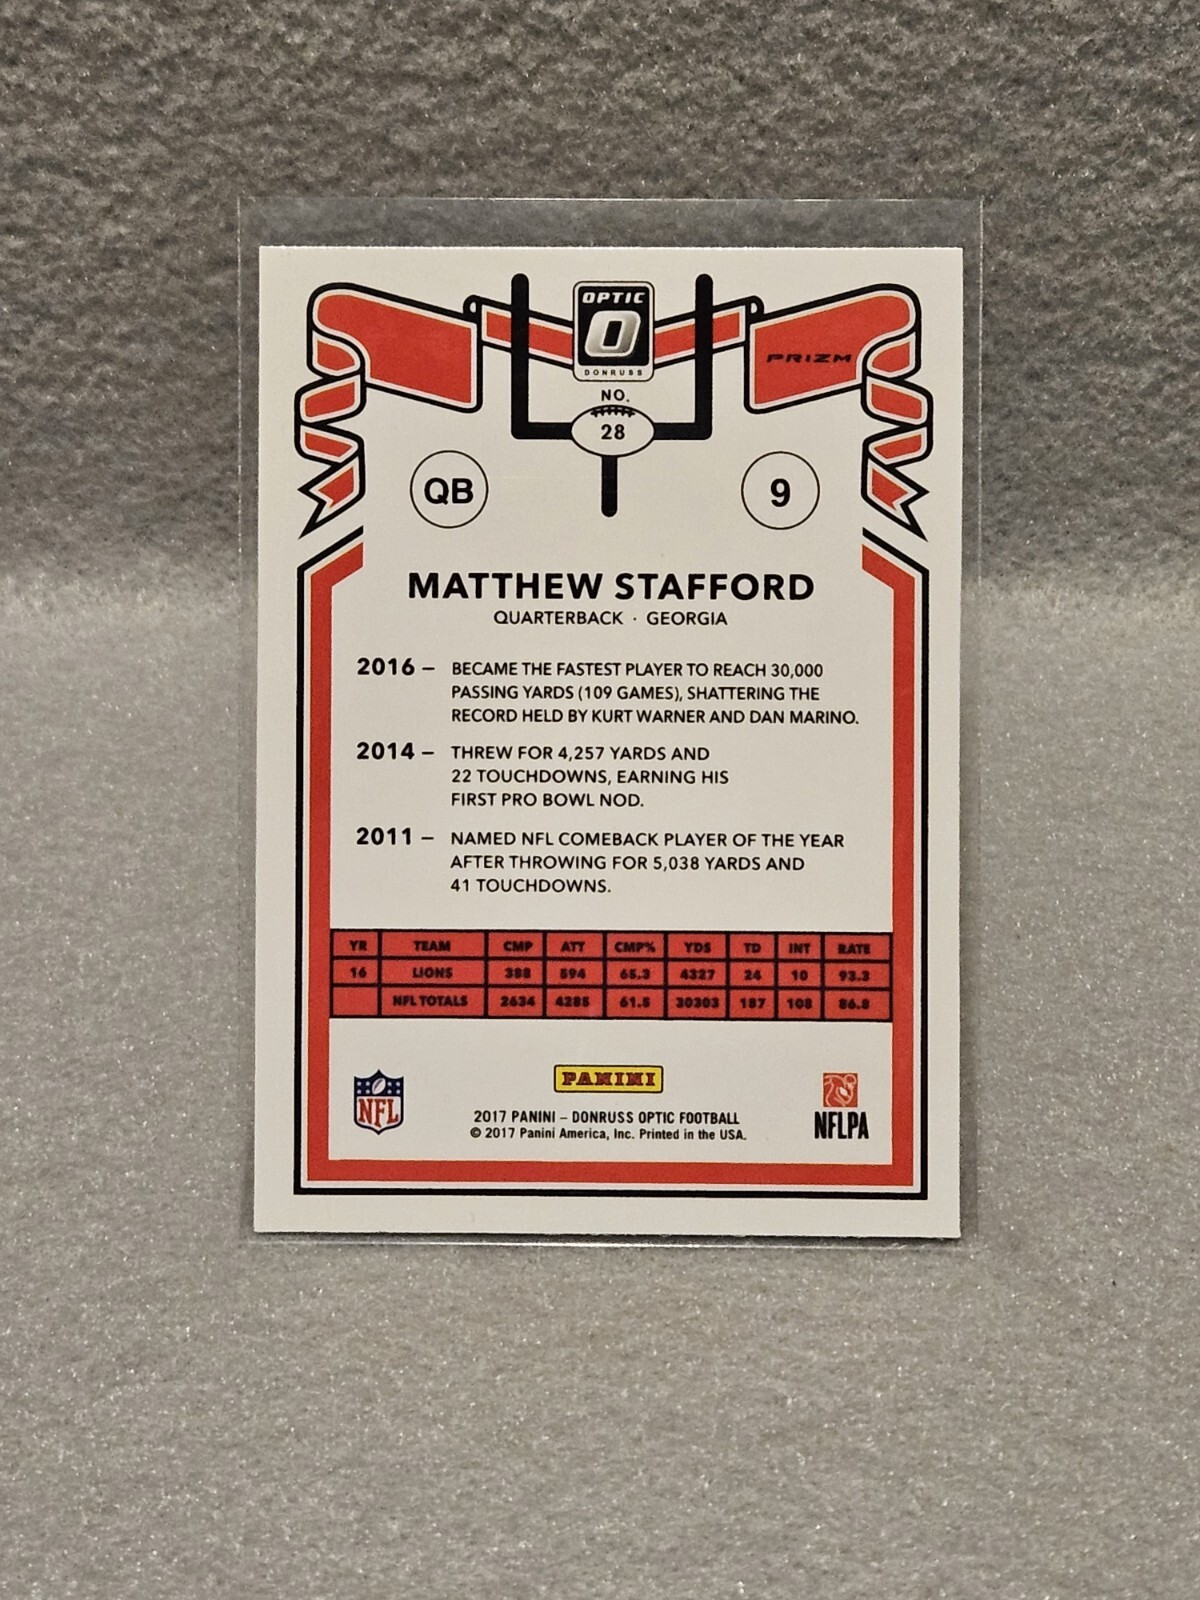 OPTIC
DONRUSS
PRIZM
NO.
28
QB
9
MATTHEW STAFFORD
QUARTERBACK · GEORGIA
2016 – BECAME THE FASTEST PLAYER TO REACH 30,000
PASSING YARDS (109 GAMES), SHATTERING THE
RECORD HELD BY KURT WARNER AND DAN MARINO.
2014 – THREW FOR 4,257 YARDS AND
22 TOUCHDOWNS, EARNING HIS
FIRST PRO BOWL NOD.
2011 – NAMED NFL COMEBACK PLAYER OF THE YEAR
AFTER THROWING FOR 5,038 YARDS AND
41 TOUCHDOWNS.
YR TEAM CMP ATT CMP% YDS TD INT RATE
16 LIONS 388 594 65.3 4327 24 10 93.3
NFL TOTALS 2634 4285 61.5 30303 187 108 86.8
NFL
PANINI
NFLPA
2017 PANINI – DONRUSS OPTIC FOOTBALL
© 2017 Panini America, Inc. Printed in the USA.